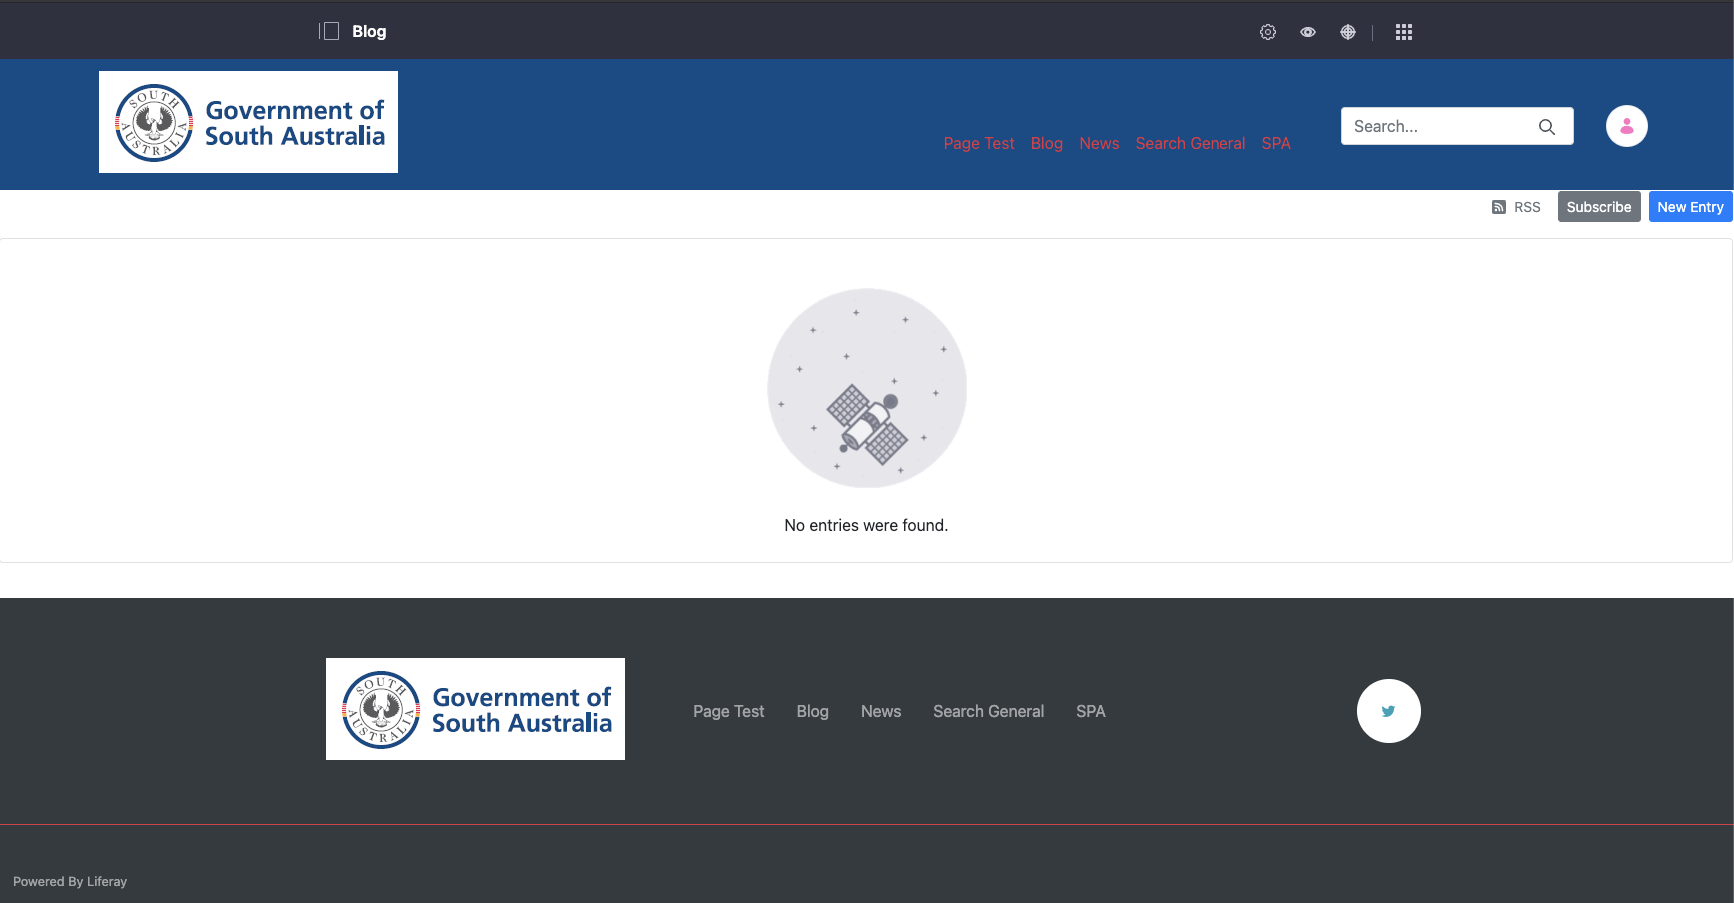 Blog
SOUTH AUSTRALIA
Government of
South Australia
Page Test Blog News Search General SPA
Search...
RSS Subscribe New Entry
No entries were found.
SOUTH AUSTRALIA
Government of
South Australia
Page Test Blog News Search General SPA
Powered By Liferay